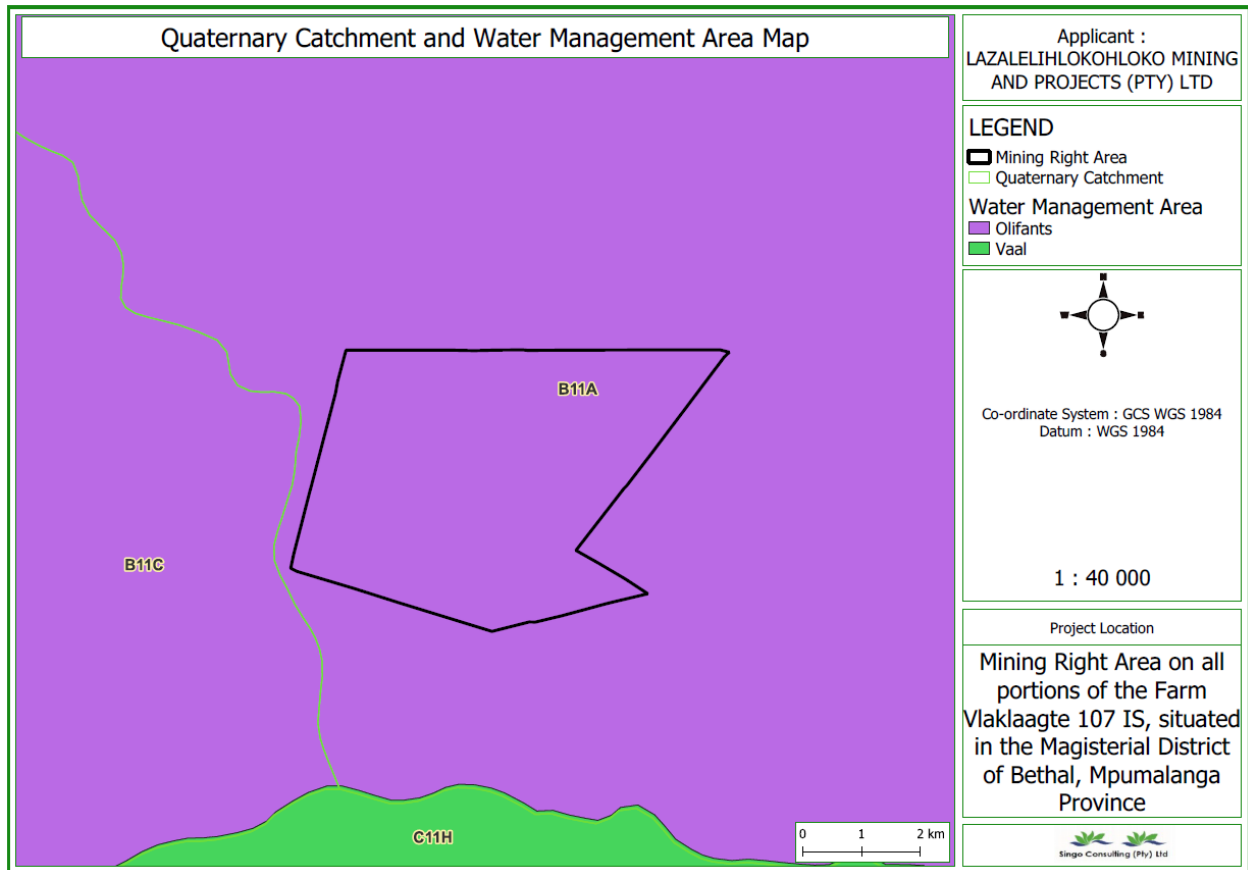 Quaternary Catchment and Water Management Area Map
B11A
B11C
C11H
0 1 2 km
Applicant :
LAZALELIHLOKOHLOKO MINING
AND PROJECTS (PTY) LTD
LEGEND
Mining Right Area
Quaternary Catchment
Water Management Area
Olifants
Vaal
N
W E
S
Co-ordinate System : GCS WGS 1984
Datum : WGS 1984
1 : 40 000
Project Location
Mining Right Area on all
portions of the Farm
Vlaklaagte 107 IS, situated
in the Magisterial District
of Bethal, Mpumalanga
Province
Singo Consulting (Pty) Ltd